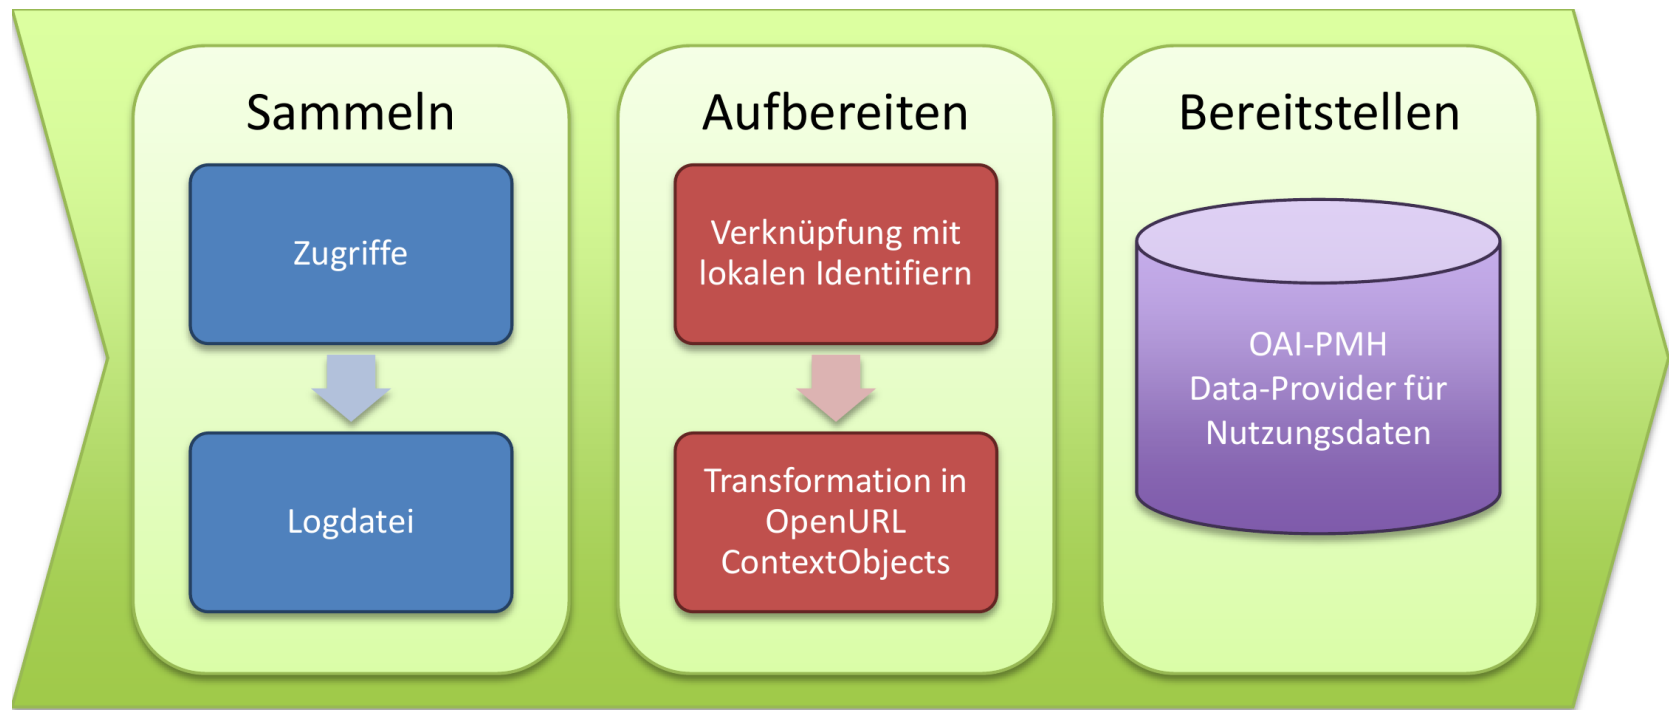 Sammeln
Zugriffe
Logdatei
Aufbereiten
Verknüpfung mit
lokalen Identifiern
Transformation in
OpenURL
ContextObjects
Bereitstellen
OAI-PMH
Data-Provider für
Nutzungsdaten